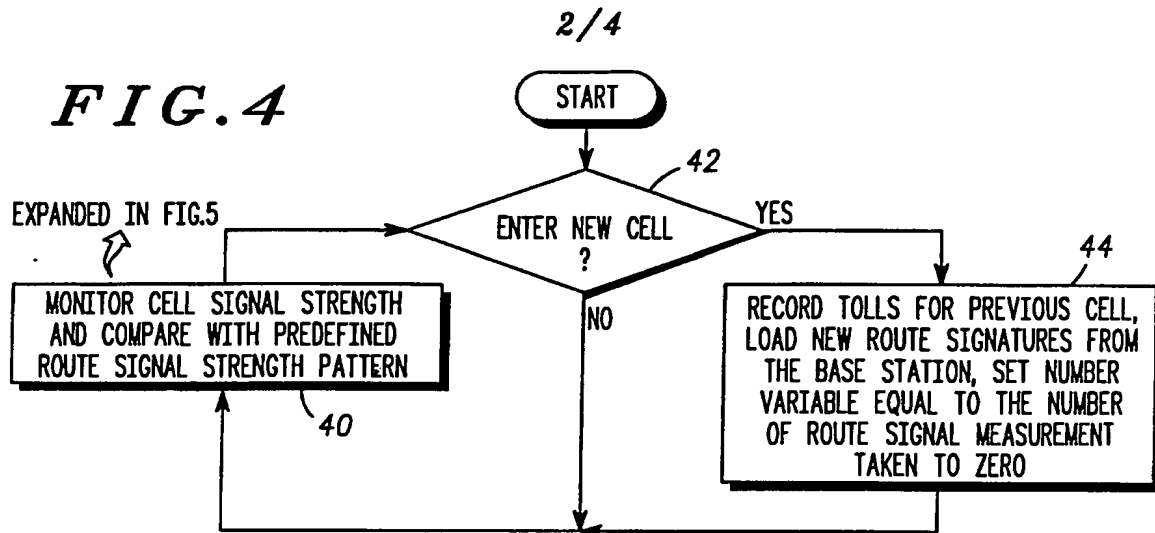 2/4
FIG.4
START
42
ENTER NEW CELL
?
YES
NO
EXPANDED IN FIG.5
MONITOR CELL SIGNAL STRENGTH
AND COMPARE WITH PREDEFINED
ROUTE SIGNAL STRENGTH PATTERN
40
44
RECORD TOLLS FOR PREVIOUS CELL,
LOAD NEW ROUTE SIGNATURES FROM
THE BASE STATION, SET NUMBER
VARIABLE EQUAL TO THE NUMBER
OF ROUTE SIGNAL MEASUREMENT
TAKEN TO ZERO